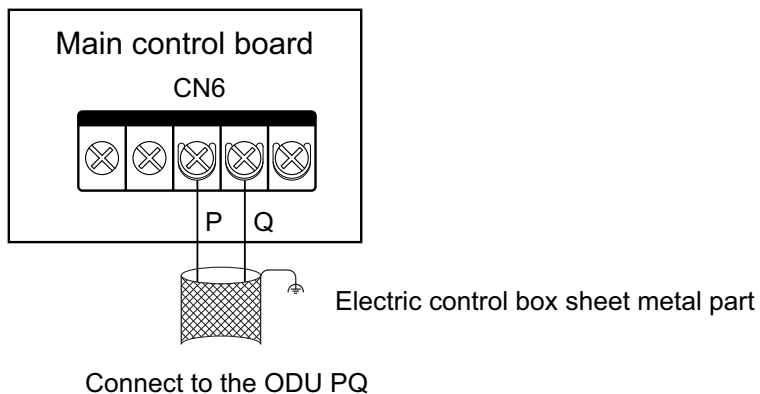 Main control board
CN6
P Q
Electric control box sheet metal part
Connect to the ODU PQ